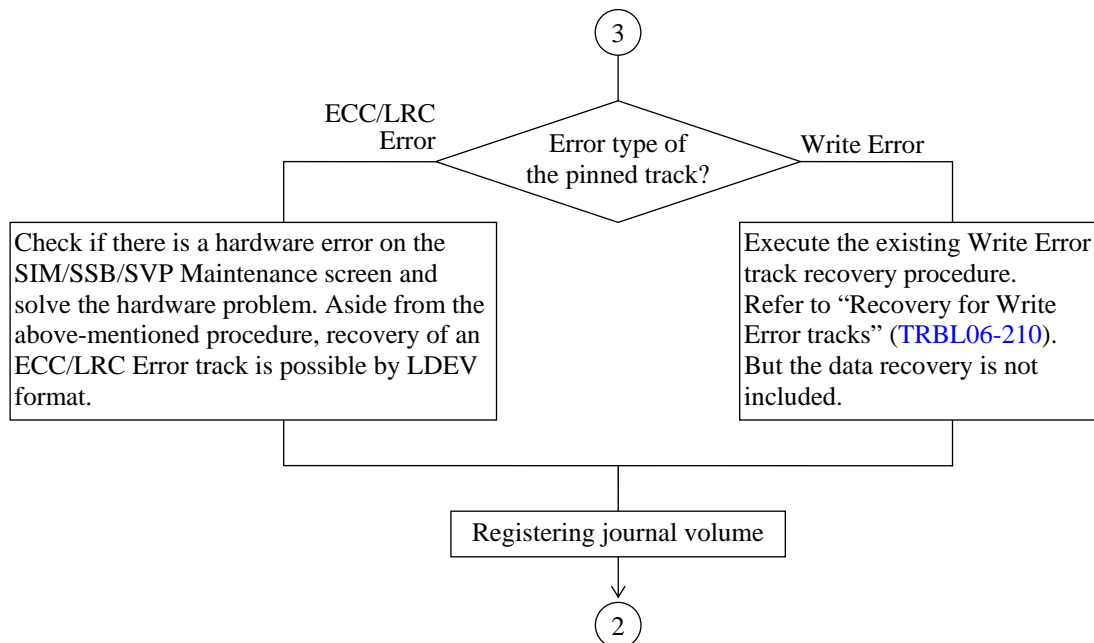 3
ECC/LRC
Error
Error type of
the pinned track?
Write Error
Check if there is a hardware error on the
SIM/SSB/SVP Maintenance screen and
solve the hardware problem. Aside from the
above-mentioned procedure, recovery of an
ECC/LRC Error track is possible by LDEV
format.
Execute the existing Write Error
track recovery procedure.
Refer to “Recovery for Write
Error tracks” (TRBL06-210).
But the data recovery is not
included.
Registering journal volume
2